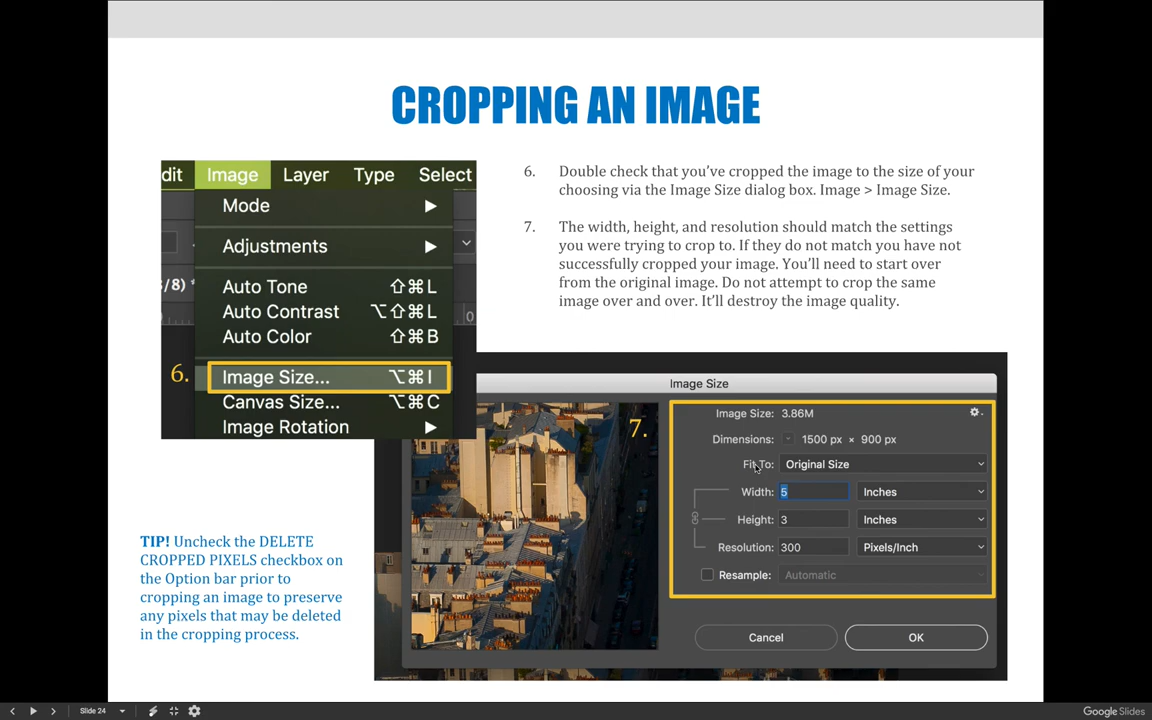 CROPPING AN IMAGE
dit Image Layer Type Select
Mode
Adjustments
/8) *
Auto Tone ⇧⌘L
Auto Contrast ⌥⇧⌘L
0
Auto Color ⇧⌘B
6. Image Size... ⌥⌘I
Canvas Size... ⌥⌘C
Image Rotation
6. Double check that you've cropped the image to the size of your
choosing via the Image Size dialog box. Image > Image Size.
7. The width, height, and resolution should match the settings
you were trying to crop to. If they do not match you have not
successfully cropped your image. You'll need to start over
from the original image. Do not attempt to crop the same
image over and over. It'll destroy the image quality.
Image Size
7.
Image Size: 3.86M
Dimensions: 1500 px × 900 px
Fit To: Original Size
Width: 5 Inches
Height: 3 Inches
Resolution: 300 Pixels/Inch
Resample: Automatic
Cancel OK
TIP! Uncheck the DELETE
CROPPED PIXELS checkbox on
the Option bar prior to
cropping an image to preserve
any pixels that may be deleted
in the cropping process.
Slide 24
Google Slides